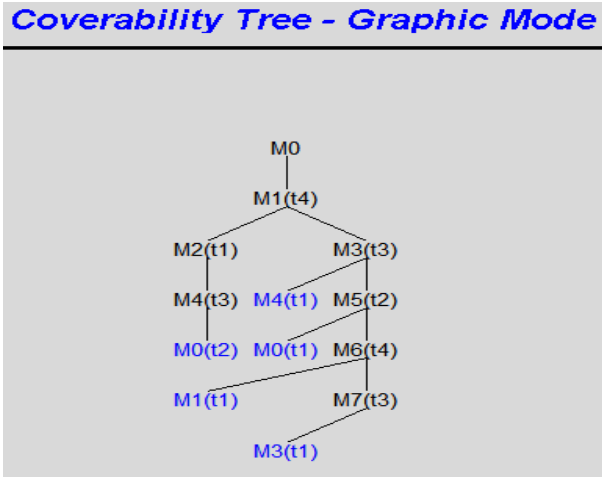 Coverability Tree - Graphic Mode
M0
M1(t4)
M2(t1) M3(t3)
M4(t3) M4(t1) M5(t2)
M0(t2) M0(t1) M6(t4)
M1(t1) M7(t3)
M3(t1)